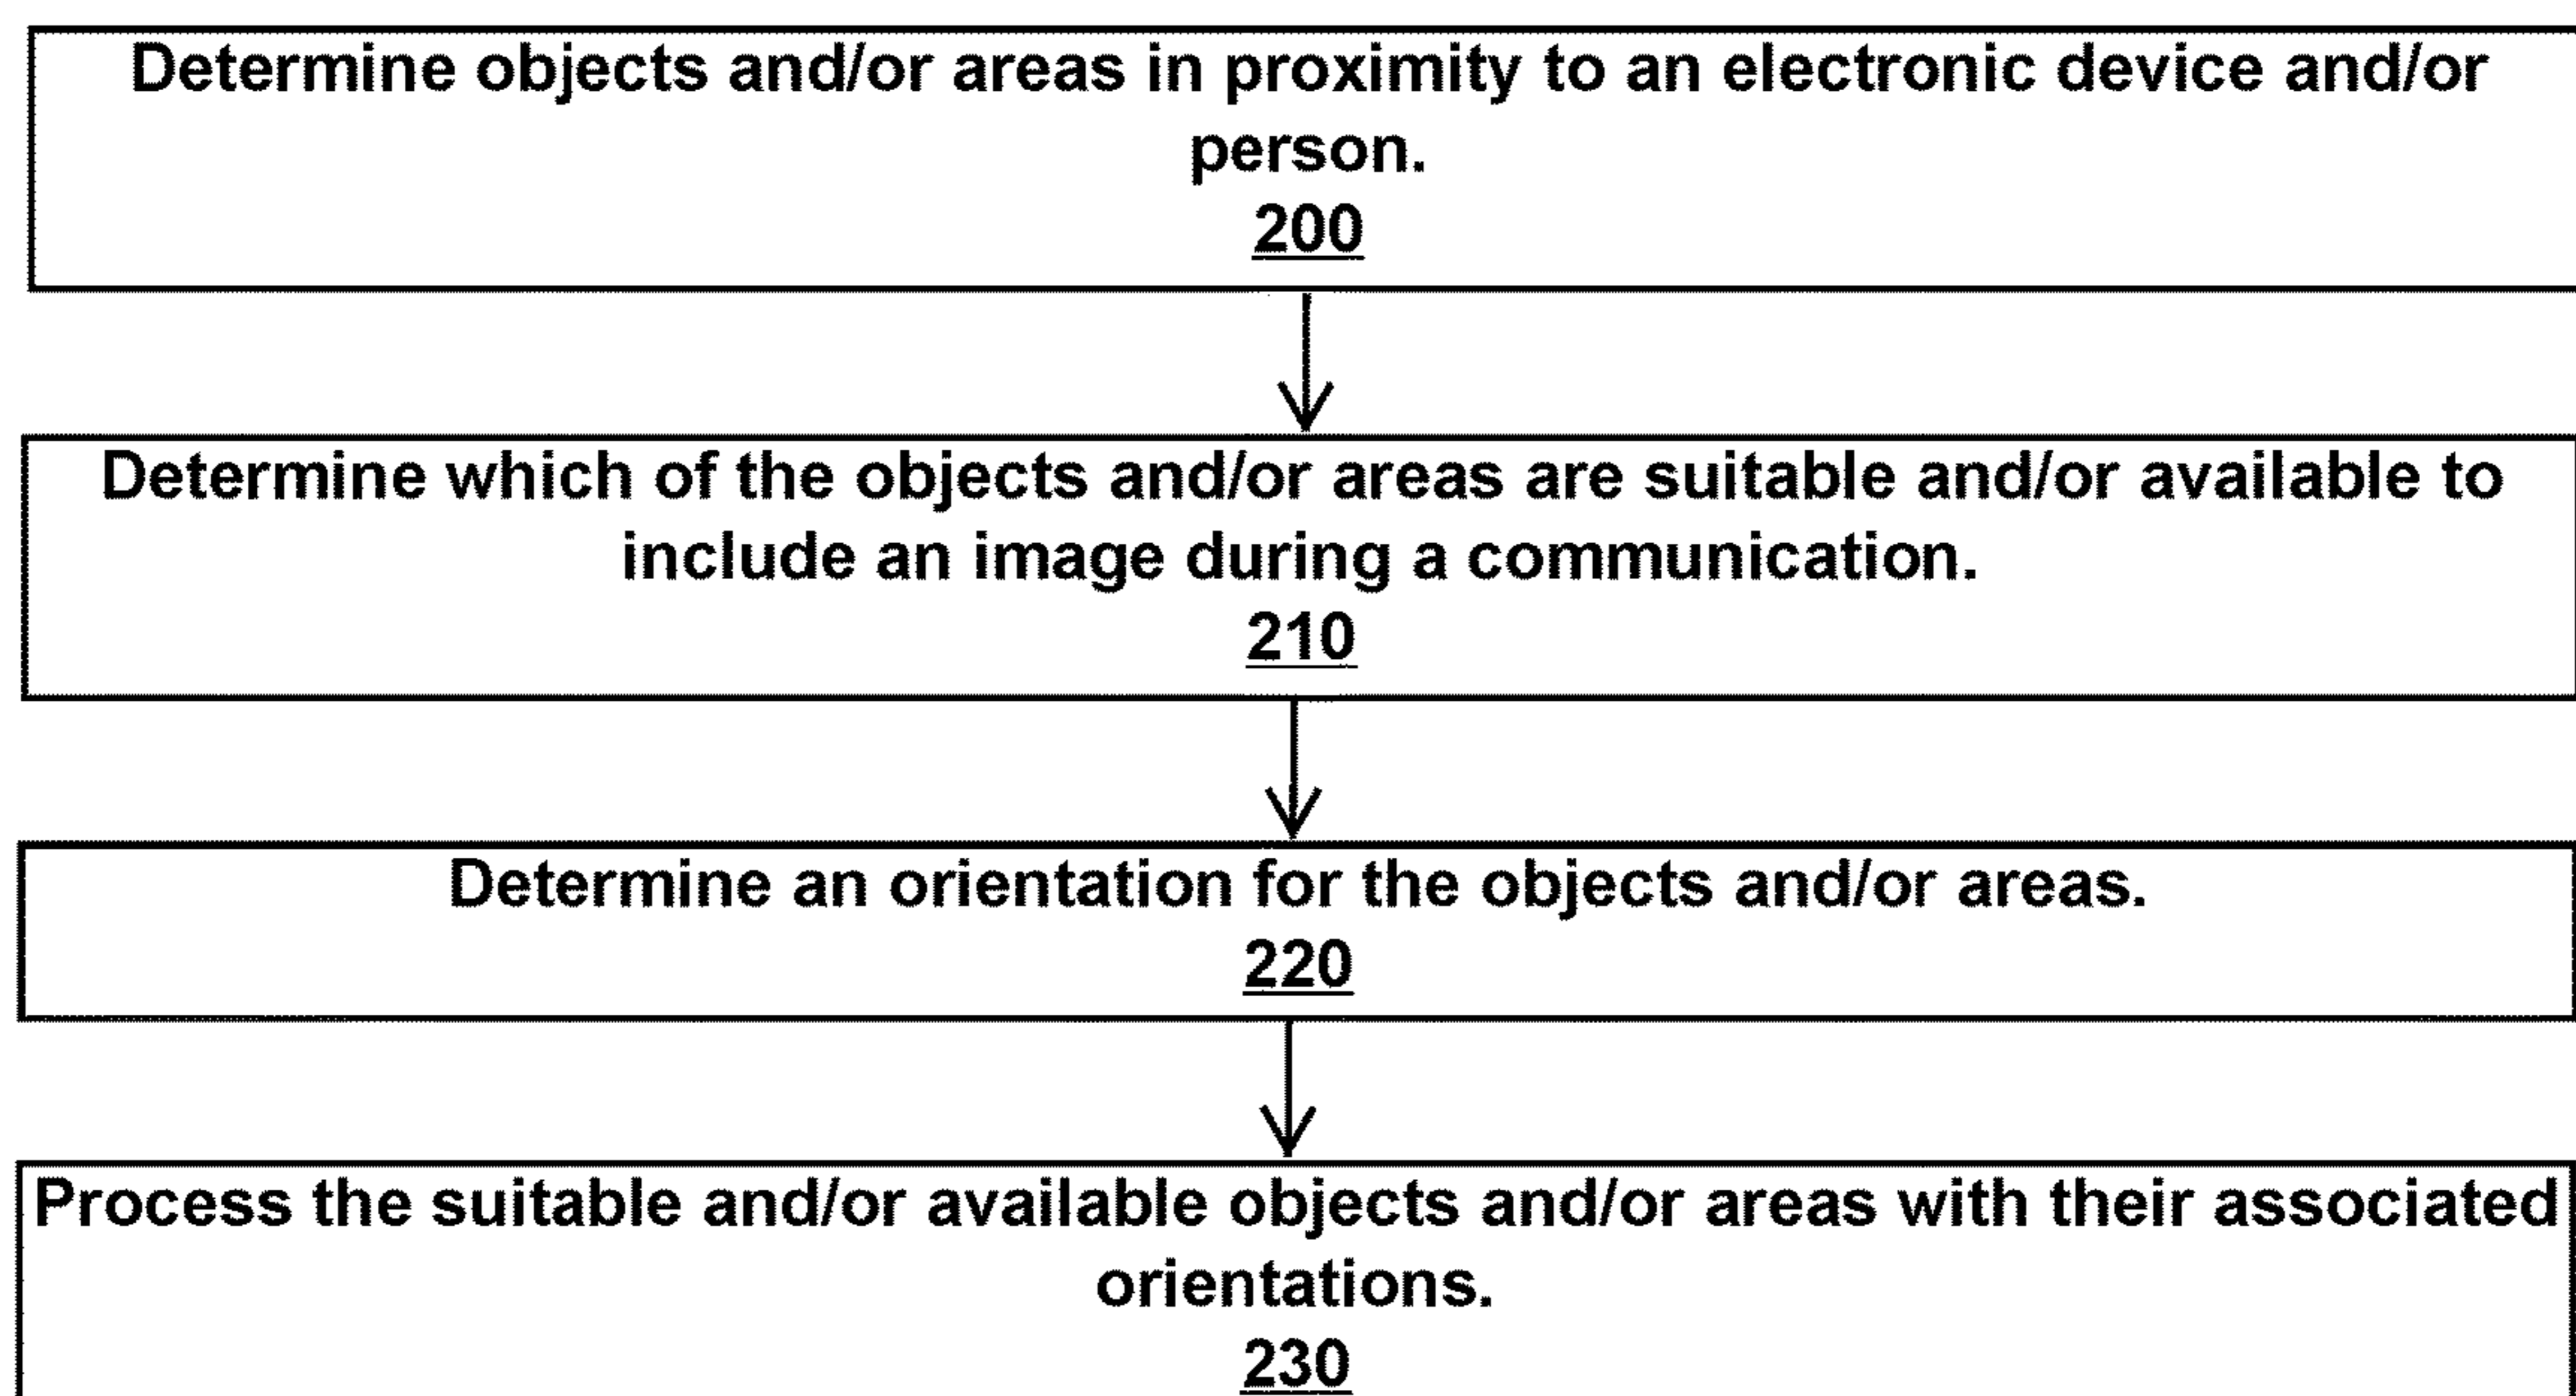 Determine objects and/or areas in proximity to an electronic device and/or
person.
200
Determine which of the objects and/or areas are suitable and/or available to
include an image during a communication.
210
Determine an orientation for the objects and/or areas.
220
Process the suitable and/or available objects and/or areas with their associated
orientations.
230